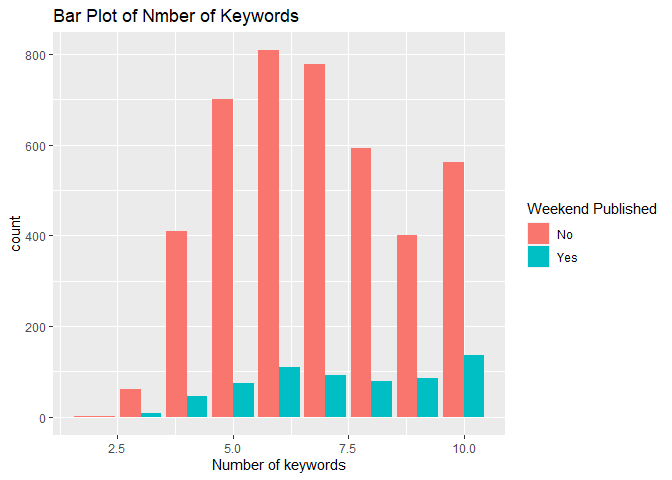 Bar Plot of Nmber of Keywords
800
600
400
200
0
count
2.5 5.0 7.5 10.0
Number of keywords
Weekend Published
No
Yes